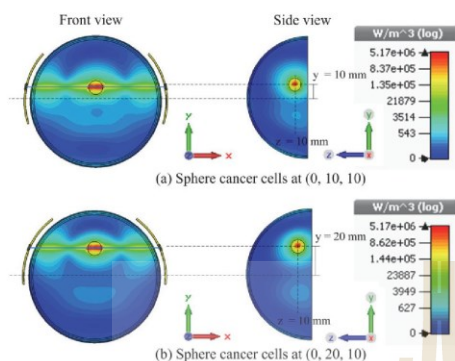 Front view
Side view
W/m^3 (log)
5.17e+06
8.37e+05
1.35e+05
21879
3514
543
0
y = 10 mm
z = 10 mm
y
x
z
y
x
(a) Sphere cancer cells at (0, 10, 10)
W/m^3 (log)
5.17e+06
8.62e+05
1.44e+05
23887
3949
627
0
y = 20 mm
z = 10
y
x
z
y
x
(b) Sphere cancer cells at (0, 20, 10)